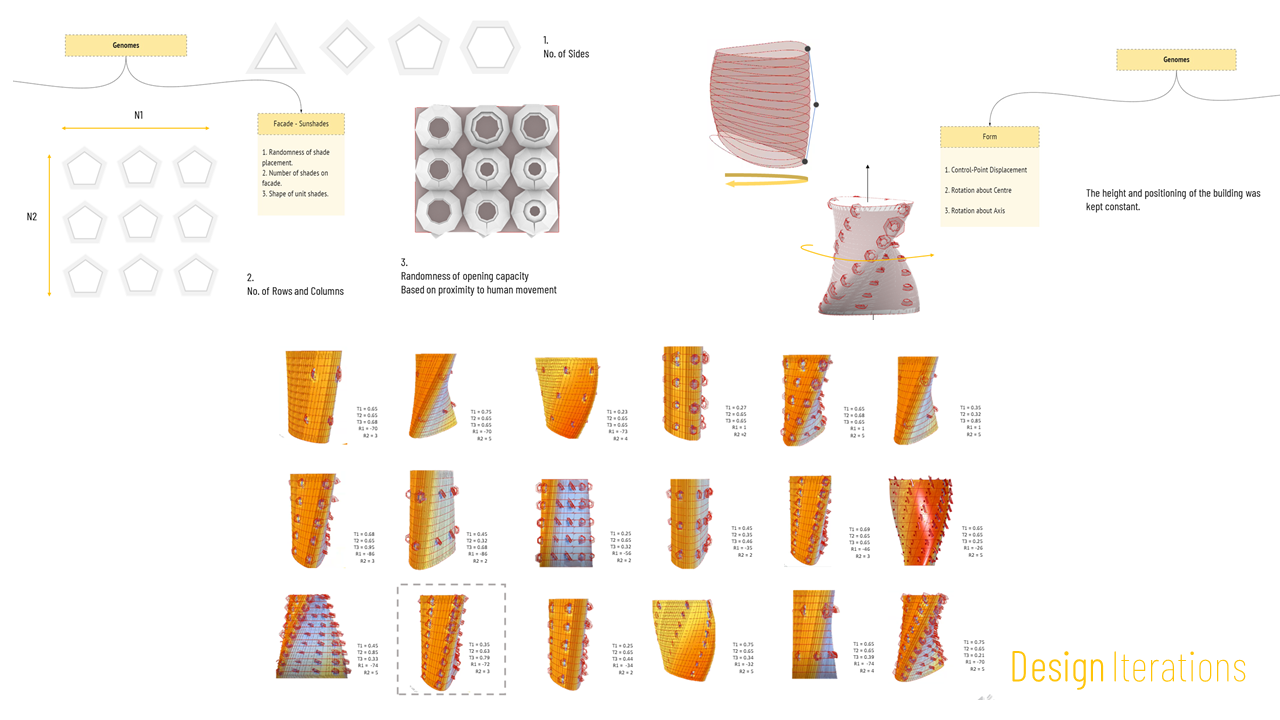 Genomes
1.
No. of Sides
Genomes
N1
Facade - Sunshades
1. Randomness of shade
placement.
2. Number of shades on
facade.
3. Shape of unit shades.
N2
2.
No. of Rows and Columns
3.
Randomness of opening capacity
Based on proximity to human movement
Form
1. Control-Point Displacement
2. Rotation about Centre
3. Rotation about Axis
The height and positioning of the building was
kept constant.
T1 = 0.65
T2 = 0.65
T3 = 0.68
R1 = -70
R2 = 3
T1 = 0.75
T2 = 0.65
T3 = 0.65
R1 = -70
R2 = 5
T1 = 0.23
T2 = 0.65
T3 = 0.65
R1 = -73
R2 = 4
T1 = 0.27
T2 = 0.65
T3 = 0.65
R1 = 1
R2 =2
T1 = 0.65
T2 = 0.68
T3 = 0.65
R1 = 1
R2 = 5
T1 = 0.35
T2 = 0.32
T3 = 0.85
R1 = 1
R2 = 5
T1 = 0.68
T2 = 0.65
T3 = 0.95
R1 = -86
R2 = 3
T1 = 0.45
T2 = 0.32
T3 = 0.68
R1 = -86
R2 = 2
T1 = 0.25
T2 = 0.65
T3 = 0.32
R1 = -56
R2 = 2
T1 = 0.45
T2 = 0.35
T3 = 0.46
R1 = -35
R2 = 2
T1 = 0.69
T2 = 0.65
T3 = 0.65
R1 = -46
R2 = 3
T1 = 0.65
T2 = 0.65
T3 = 0.25
R1 = -26
R2 = 5
T1 = 0.45
T2 = 0.85
T3 = 0.33
R1 = -74
R2 = 5
T1 = 0.35
T2 = 0.63
T3 = 0.79
R1 = -72
R2 = 3
T1 = 0.25
T2 = 0.65
T3 = 0.44
R1 = -34
R2 = 2
T1 = 0.75
T2 = 0.65
T3 = 0.34
R1 = -32
R2 = 5
T1 = 0.65
T2 = 0.65
T3 = 0.39
R1 = -74
R2 = 4
T1 = 0.75
T2 = 0.65
T3 = 0.21
R1 = -70
R2 = 5
Design Iterations